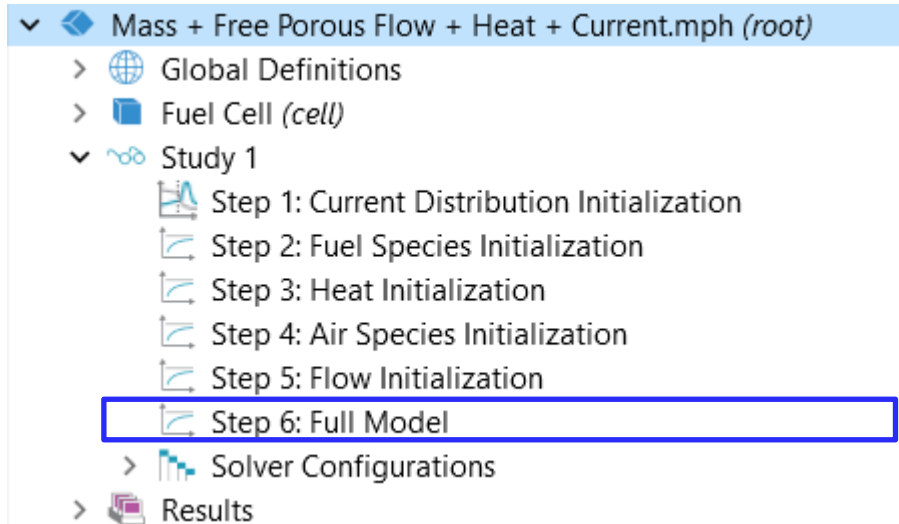 Mass + Free Porous Flow + Heat + Current.mph (root)
Global Definitions
Fuel Cell (cell)
Study 1
Step 1: Current Distribution Initialization
Step 2: Fuel Species Initialization
Step 3: Heat Initialization
Step 4: Air Species Initialization
Step 5: Flow Initialization
Step 6: Full Model
Solver Configurations
Results